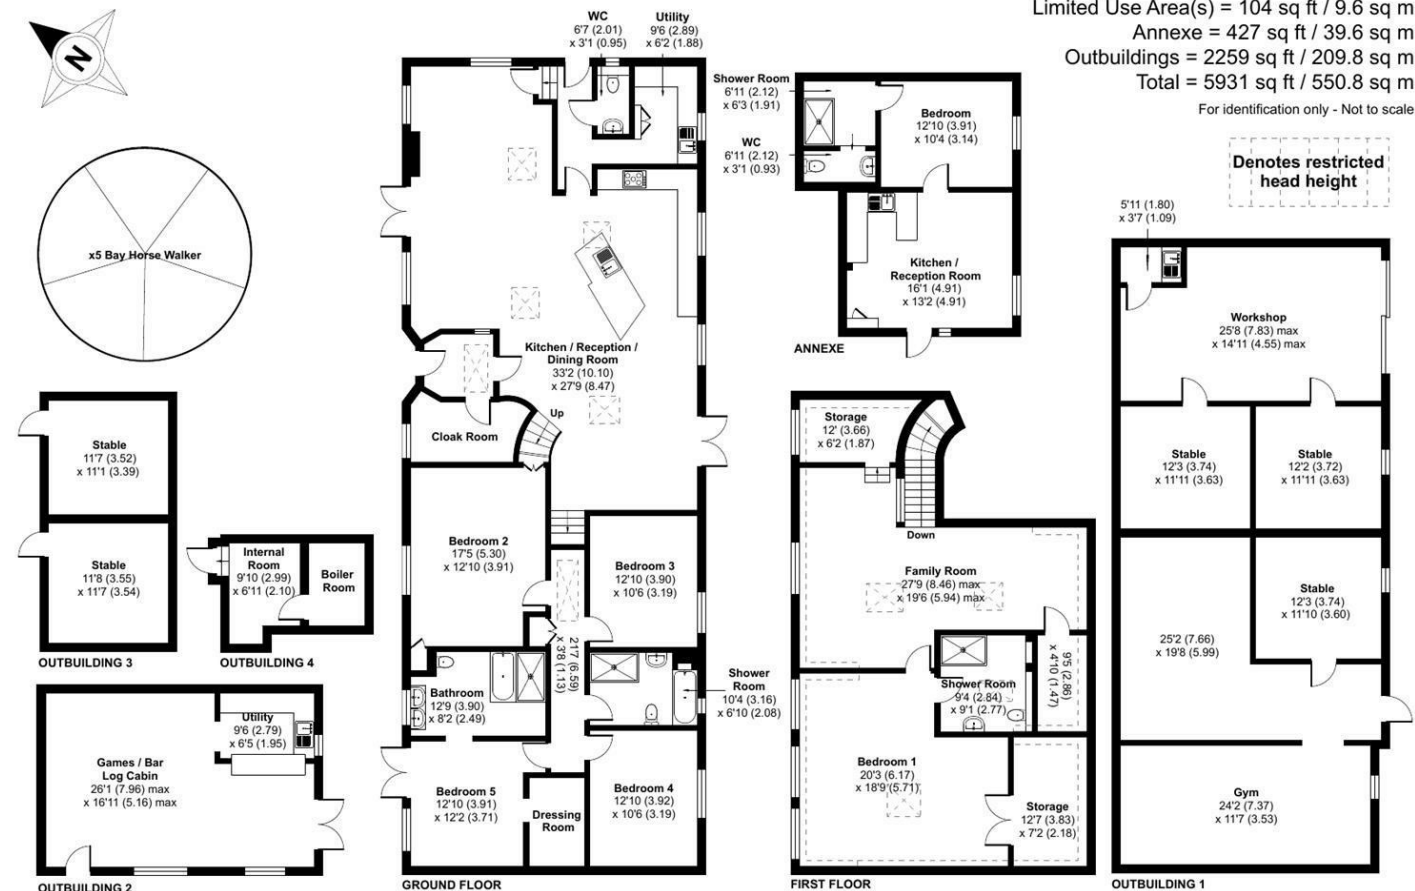 Limited Use Area(s) = 104 sq ft / 9.6 sq m
Annexe = 427 sq ft / 39.6 sq m
Outbuildings = 2259 sq ft / 209.8 sq m
Total = 5931 sq ft / 550.8 sq m
For identification only - Not to scale
Denotes restricted
head height
N
x5 Bay Horse Walker
WC
6'7 (2.01)
x 3'1 (0.95)
Utility
9'6 (2.89)
x 6'2 (1.88)
Kitchen / Reception /
Dining Room
33'2 (10.10)
x 27'9 (8.47)
Cloak Room
Up
Bedroom 2
17'5 (5.30)
x 12'10 (3.91)
Bedroom 3
12'10 (3.90)
x 10'6 (3.19)
21'7 (6.59)
x 3'8 (1.13)
Bathroom
12'9 (3.90)
x 8'2 (2.49)
Shower
Room
10'4 (3.16)
x 6'10 (2.08)
Bedroom 5
12'10 (3.91)
x 12'2 (3.71)
Dressing
Room
Bedroom 4
12'10 (3.92)
x 10'6 (3.19)
GROUND FLOOR
Shower Room
6'11 (2.12)
x 6'3 (1.91)
WC
6'11 (2.12)
x 3'1 (0.93)
Bedroom
12'10 (3.91)
x 10'4 (3.14)
Kitchen /
Reception Room
16'1 (4.91)
x 13'2 (4.91)
ANNEXE
Storage
12' (3.66)
x 6'2 (1.87)
Down
Family Room
27'9 (8.46) max
x 19'6 (5.94) max
Shower Room
9'4 (2.84)
x 9'1 (2.77)
9'5 (2.86)
x 4'10 (1.47)
Bedroom 1
20'3 (6.17)
x 18'9 (5.71)
Storage
12'7 (3.83)
x 7'2 (2.18)
FIRST FLOOR
5'11 (1.80)
x 3'7 (1.09)
Workshop
25'8 (7.83) max
x 14'11 (4.55) max
Stable
12'3 (3.74)
x 11'11 (3.63)
Stable
12'2 (3.72)
x 11'11 (3.63)
Stable
12'3 (3.74)
x 11'10 (3.60)
25'2 (7.66)
x 19'8 (5.99)
Gym
24'2 (7.37)
x 11'7 (3.53)
OUTBUILDING 1
Stable
11'7 (3.52)
x 11'1 (3.39)
Stable
11'8 (3.55)
x 11'7 (3.54)
OUTBUILDING 3
Internal
Room
9'10 (2.99)
x 6'11 (2.10)
Boiler
Room
OUTBUILDING 4
Utility
9'6 (2.79)
x 6'5 (1.95)
Games / Bar
Log Cabin
26'1 (7.96) max
x 16'11 (5.16) max
OUTBUILDING 2